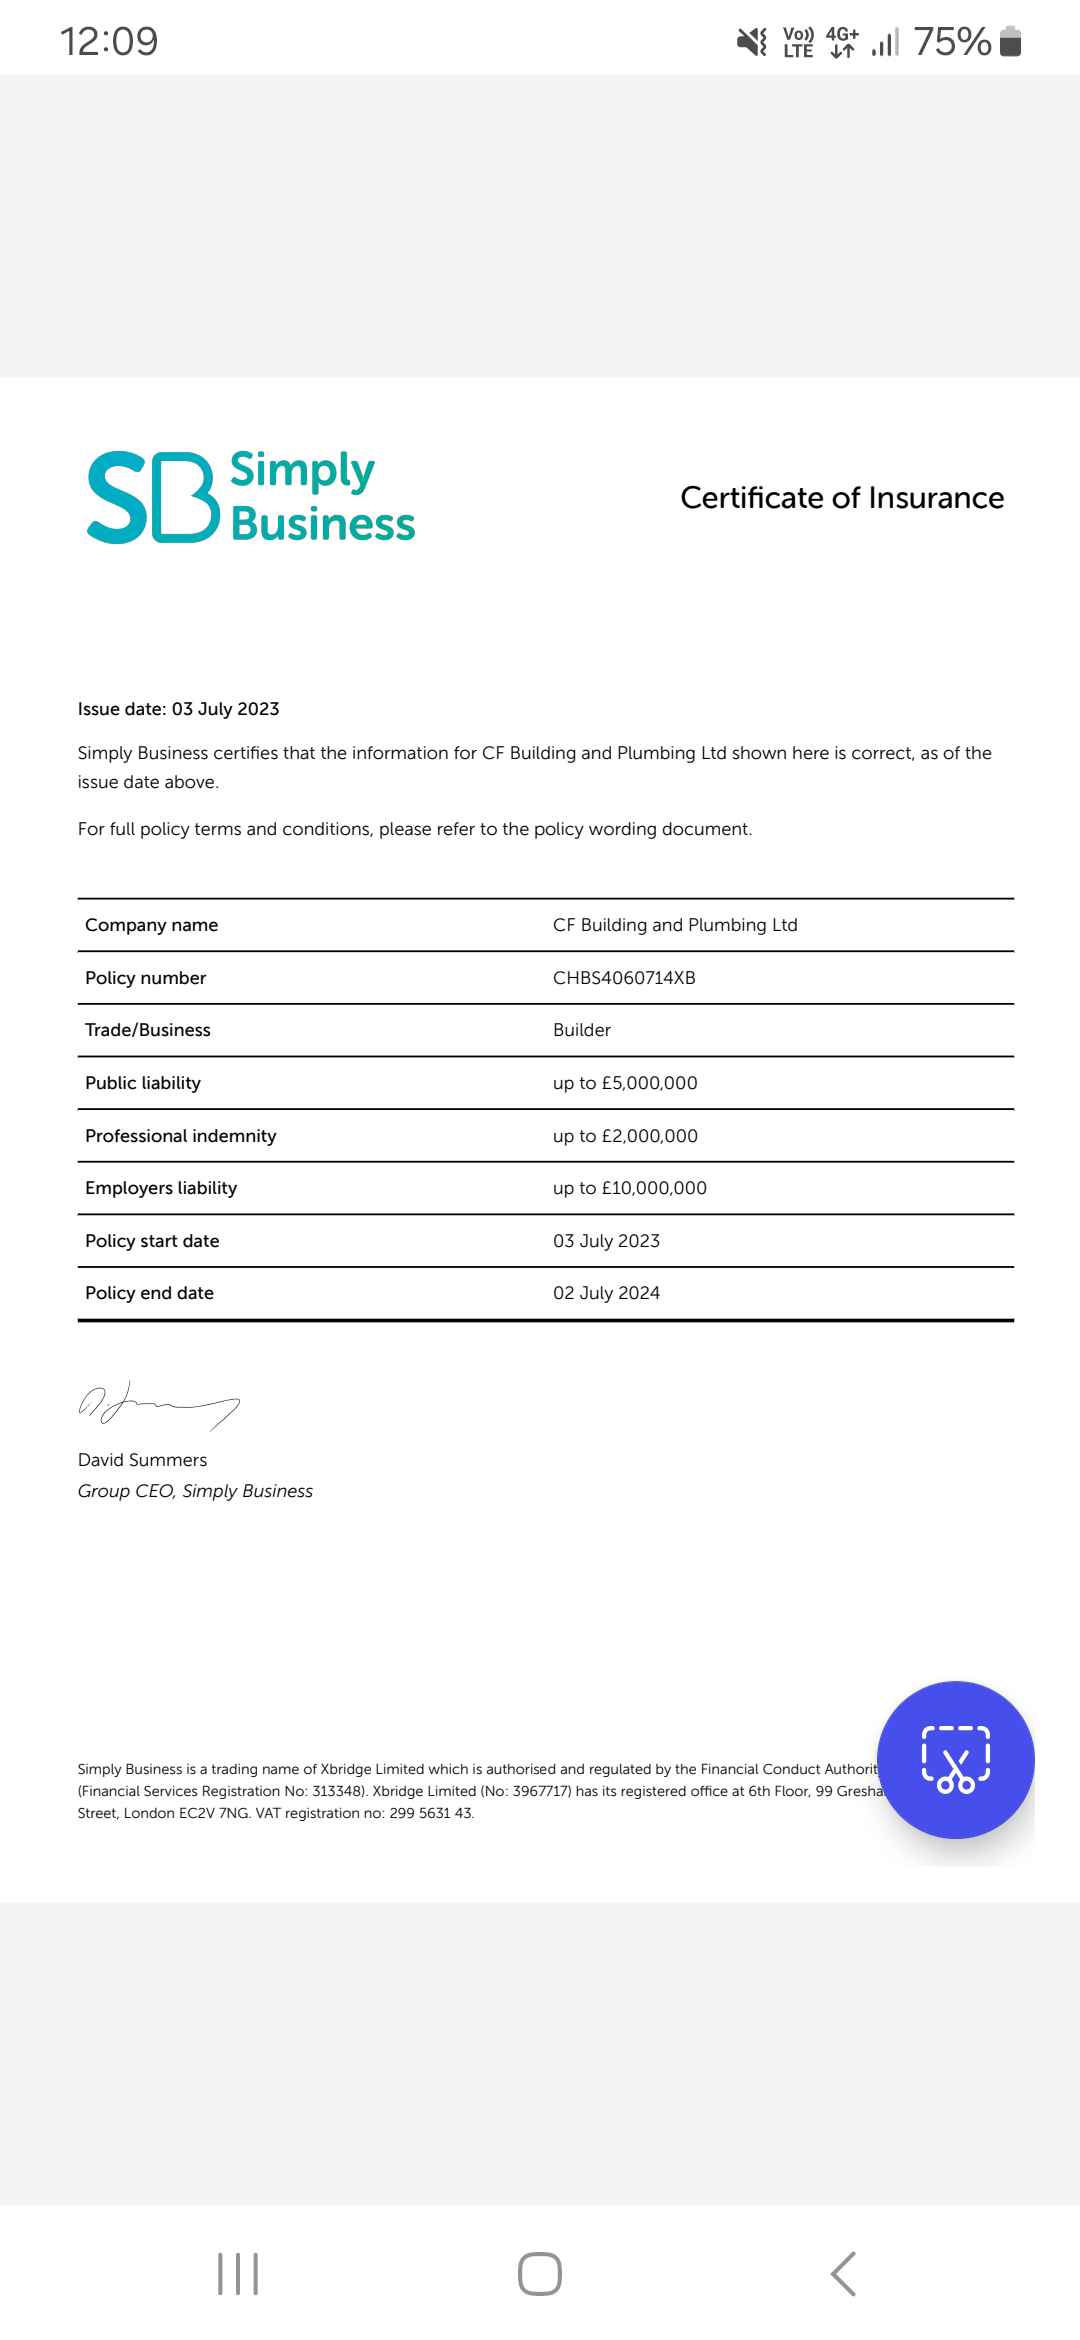 12:09
Vo)) LTE 4G+ 75%
SB Simply Business
Certificate of Insurance
Issue date: 03 July 2023
Simply Business certifies that the information for CF Building and Plumbing Ltd shown here is correct, as of the
issue date above.
For full policy terms and conditions, please refer to the policy wording document.
Company name CF Building and Plumbing Ltd
Policy number CHBS4060714XB
Trade/Business Builder
Public liability up to £5,000,000
Professional indemnity up to £2,000,000
Employers liability up to £10,000,000
Policy start date 03 July 2023
Policy end date 02 July 2024
David Summers
Group CEO, Simply Business
Simply Business is a trading name of Xbridge Limited which is authorised and regulated by the Financial Conduct
(Financial Services Registration No: 313348). Xbridge Limited (No: 3967717) has its registered office at 6th Floor, 99
Street, London EC2V 7NG. VAT registration no: 299 5631 43.